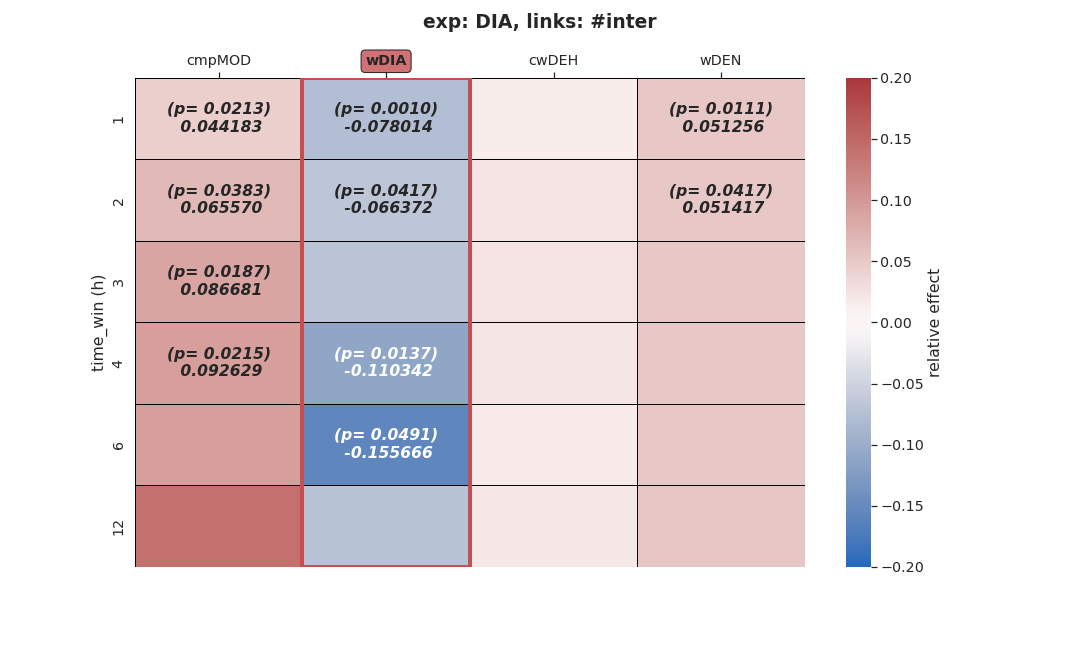 exp: DIA, links: #inter
cmpMOD wDIA cwDEH wDEN
1 (p= 0.0213) (p= 0.0010) (p= 0.0111)
0.044183 -0.078014 0.051256
2 (p= 0.0383) (p= 0.0417) (p= 0.0417)
0.065570 -0.066372 0.051417
3 (p= 0.0187)
0.086681
4 (p= 0.0215) (p= 0.0137)
0.092629 -0.110342
6 (p= 0.0491)
-0.155666
12
time_win (h)
0.20
0.15
0.10
0.05
0.00
−0.05
−0.10
−0.15
−0.20
relative effect